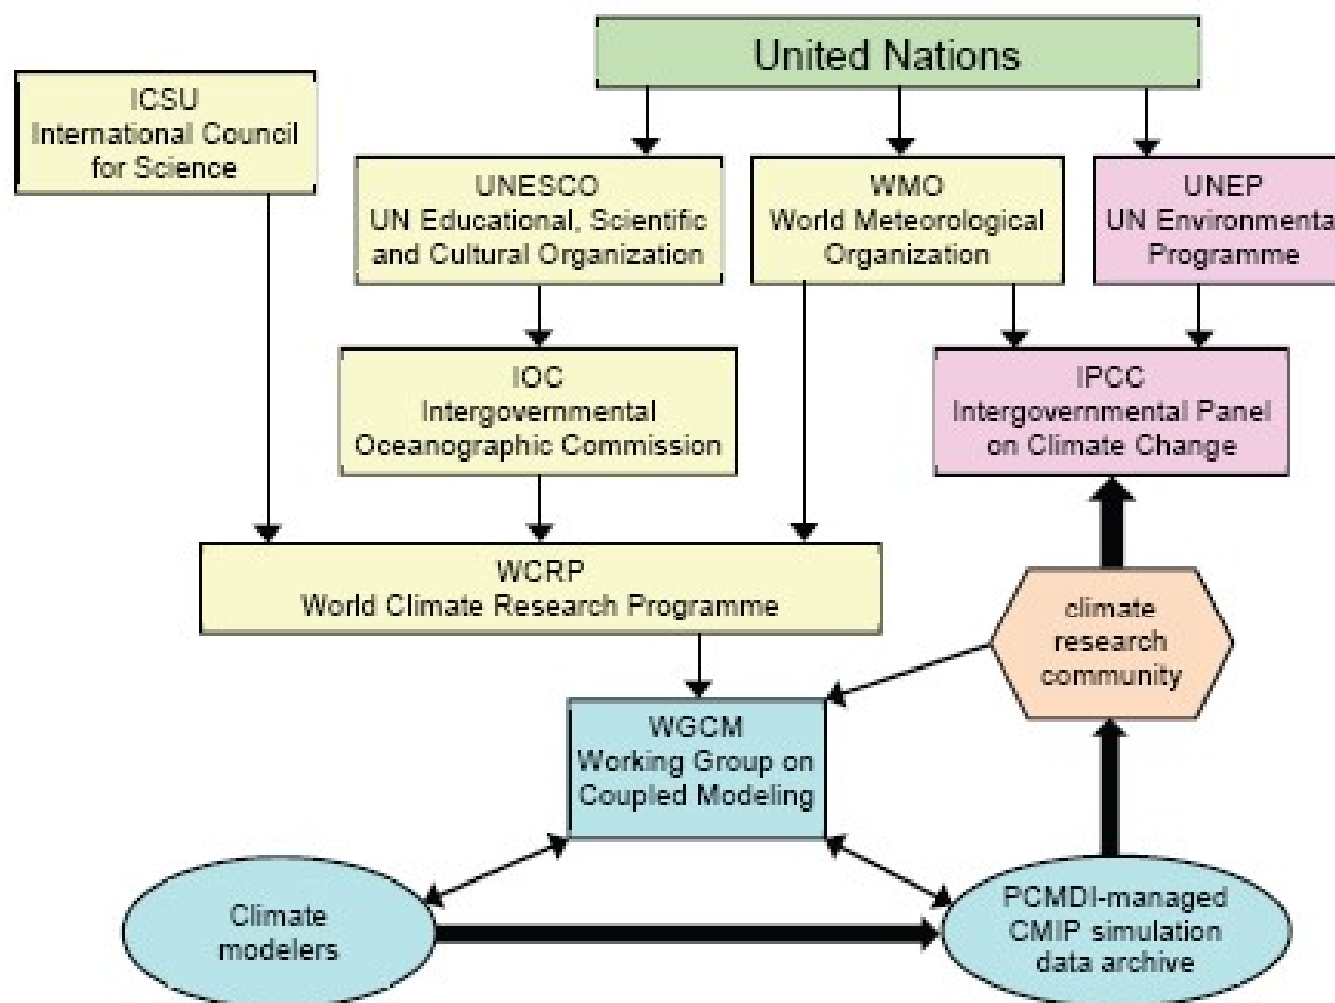 United Nations
ICSU
International Council
for Science
UNESCO
UN Educational, Scientific
and Cultural Organization
WMO
World Meteorological
Organization
UNEP
UN Environmenta
Programme
IOC
Intergovernmental
Oceanographic Commission
IPCC
Intergovernmental Panel
on Climate Change
WCRP
World Climate Research Programme
climate
research
community
WGCM
Working Group on
Coupled Modeling
Climate
modelers
PCMDI-managed
CMIP simulation
data archive